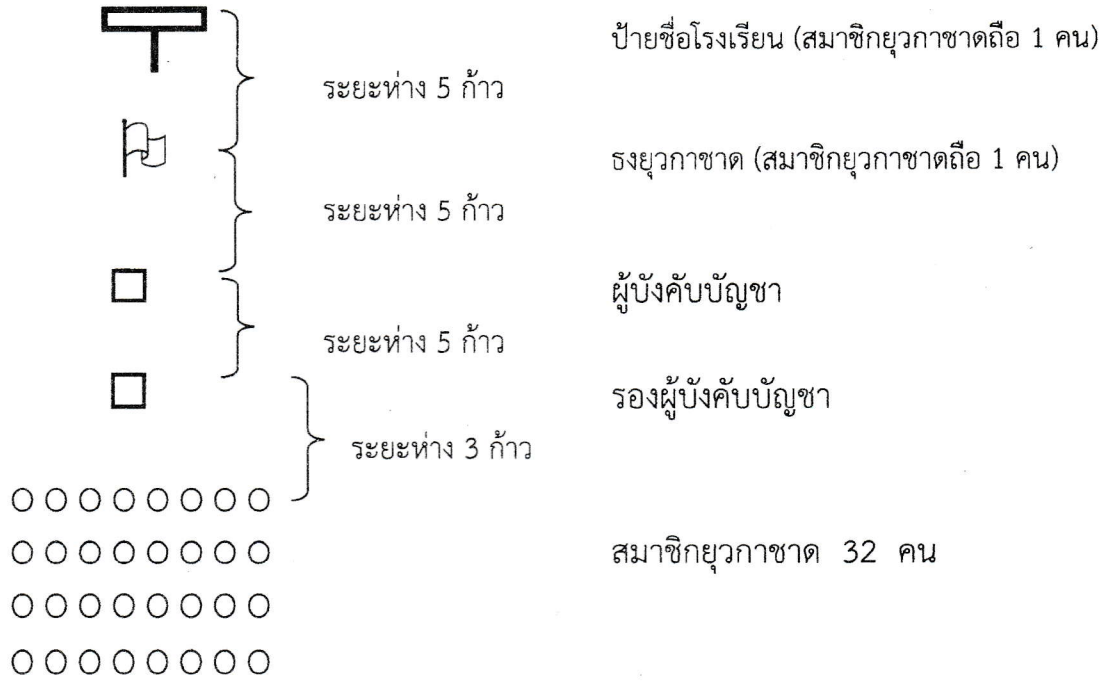 ป้ายชื่อโรงเรียน (สมาชิกยุวกาชาดถือ 1 คน)
ระยะห่าง 5 ก้าว
ธงยุวกาชาด (สมาชิกยุวกาชาดถือ 1 คน)
ระยะห่าง 5 ก้าว
ผู้บังคับบัญชา
ระยะห่าง 5 ก้าว
รองผู้บังคับบัญชา
ระยะห่าง 3 ก้าว
สมาชิกยุวกาชาด 32 คน